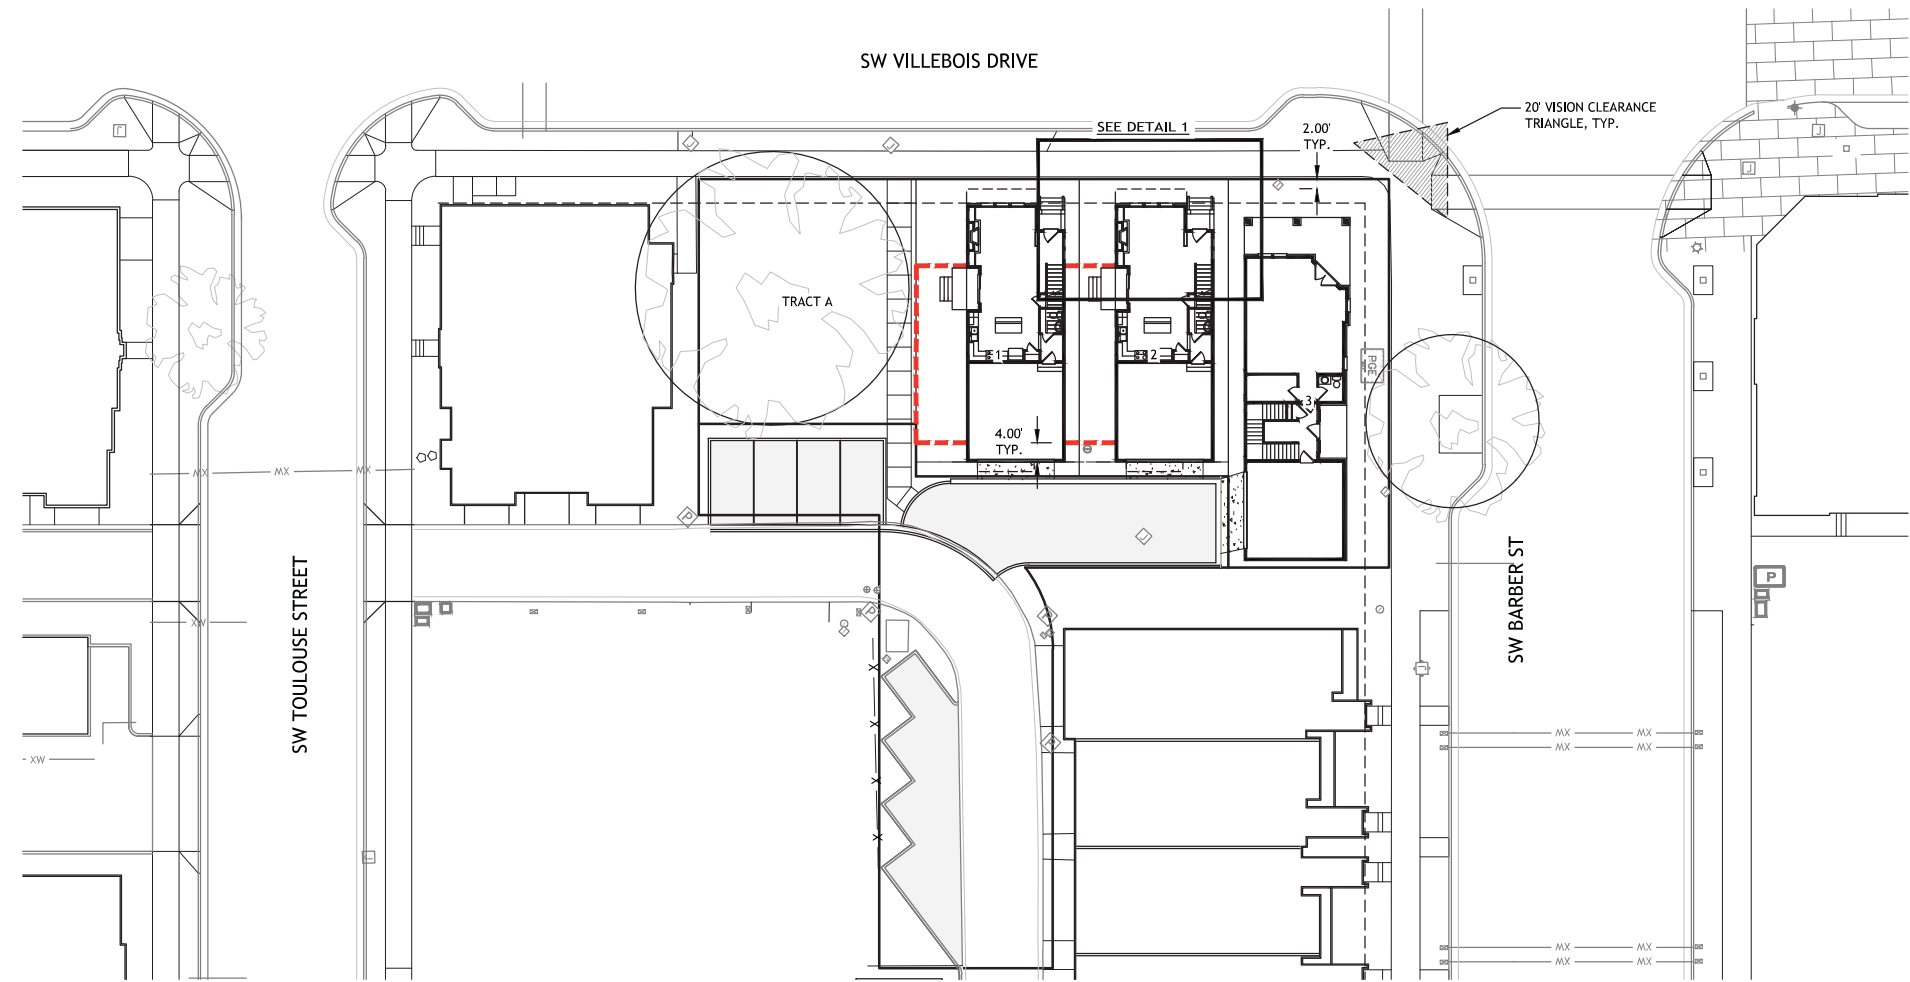 SW VILLEBOIS DRIVE
20' VISION CLEARANCE
TRIANGLE, TYP.
SEE DETAIL 1
2.00'
TYP.
TRACT A
1
2
3
PGE
4.00'
TYP.
MX
MX
MX
P
J
SW TOULOUSE STREET
SW BARBER ST
P
P
P
P
XW
XW
X
X
X
X
J
J
J
J
J
J
J
MX
MX
MX
MX
MX
MX
MX
MX